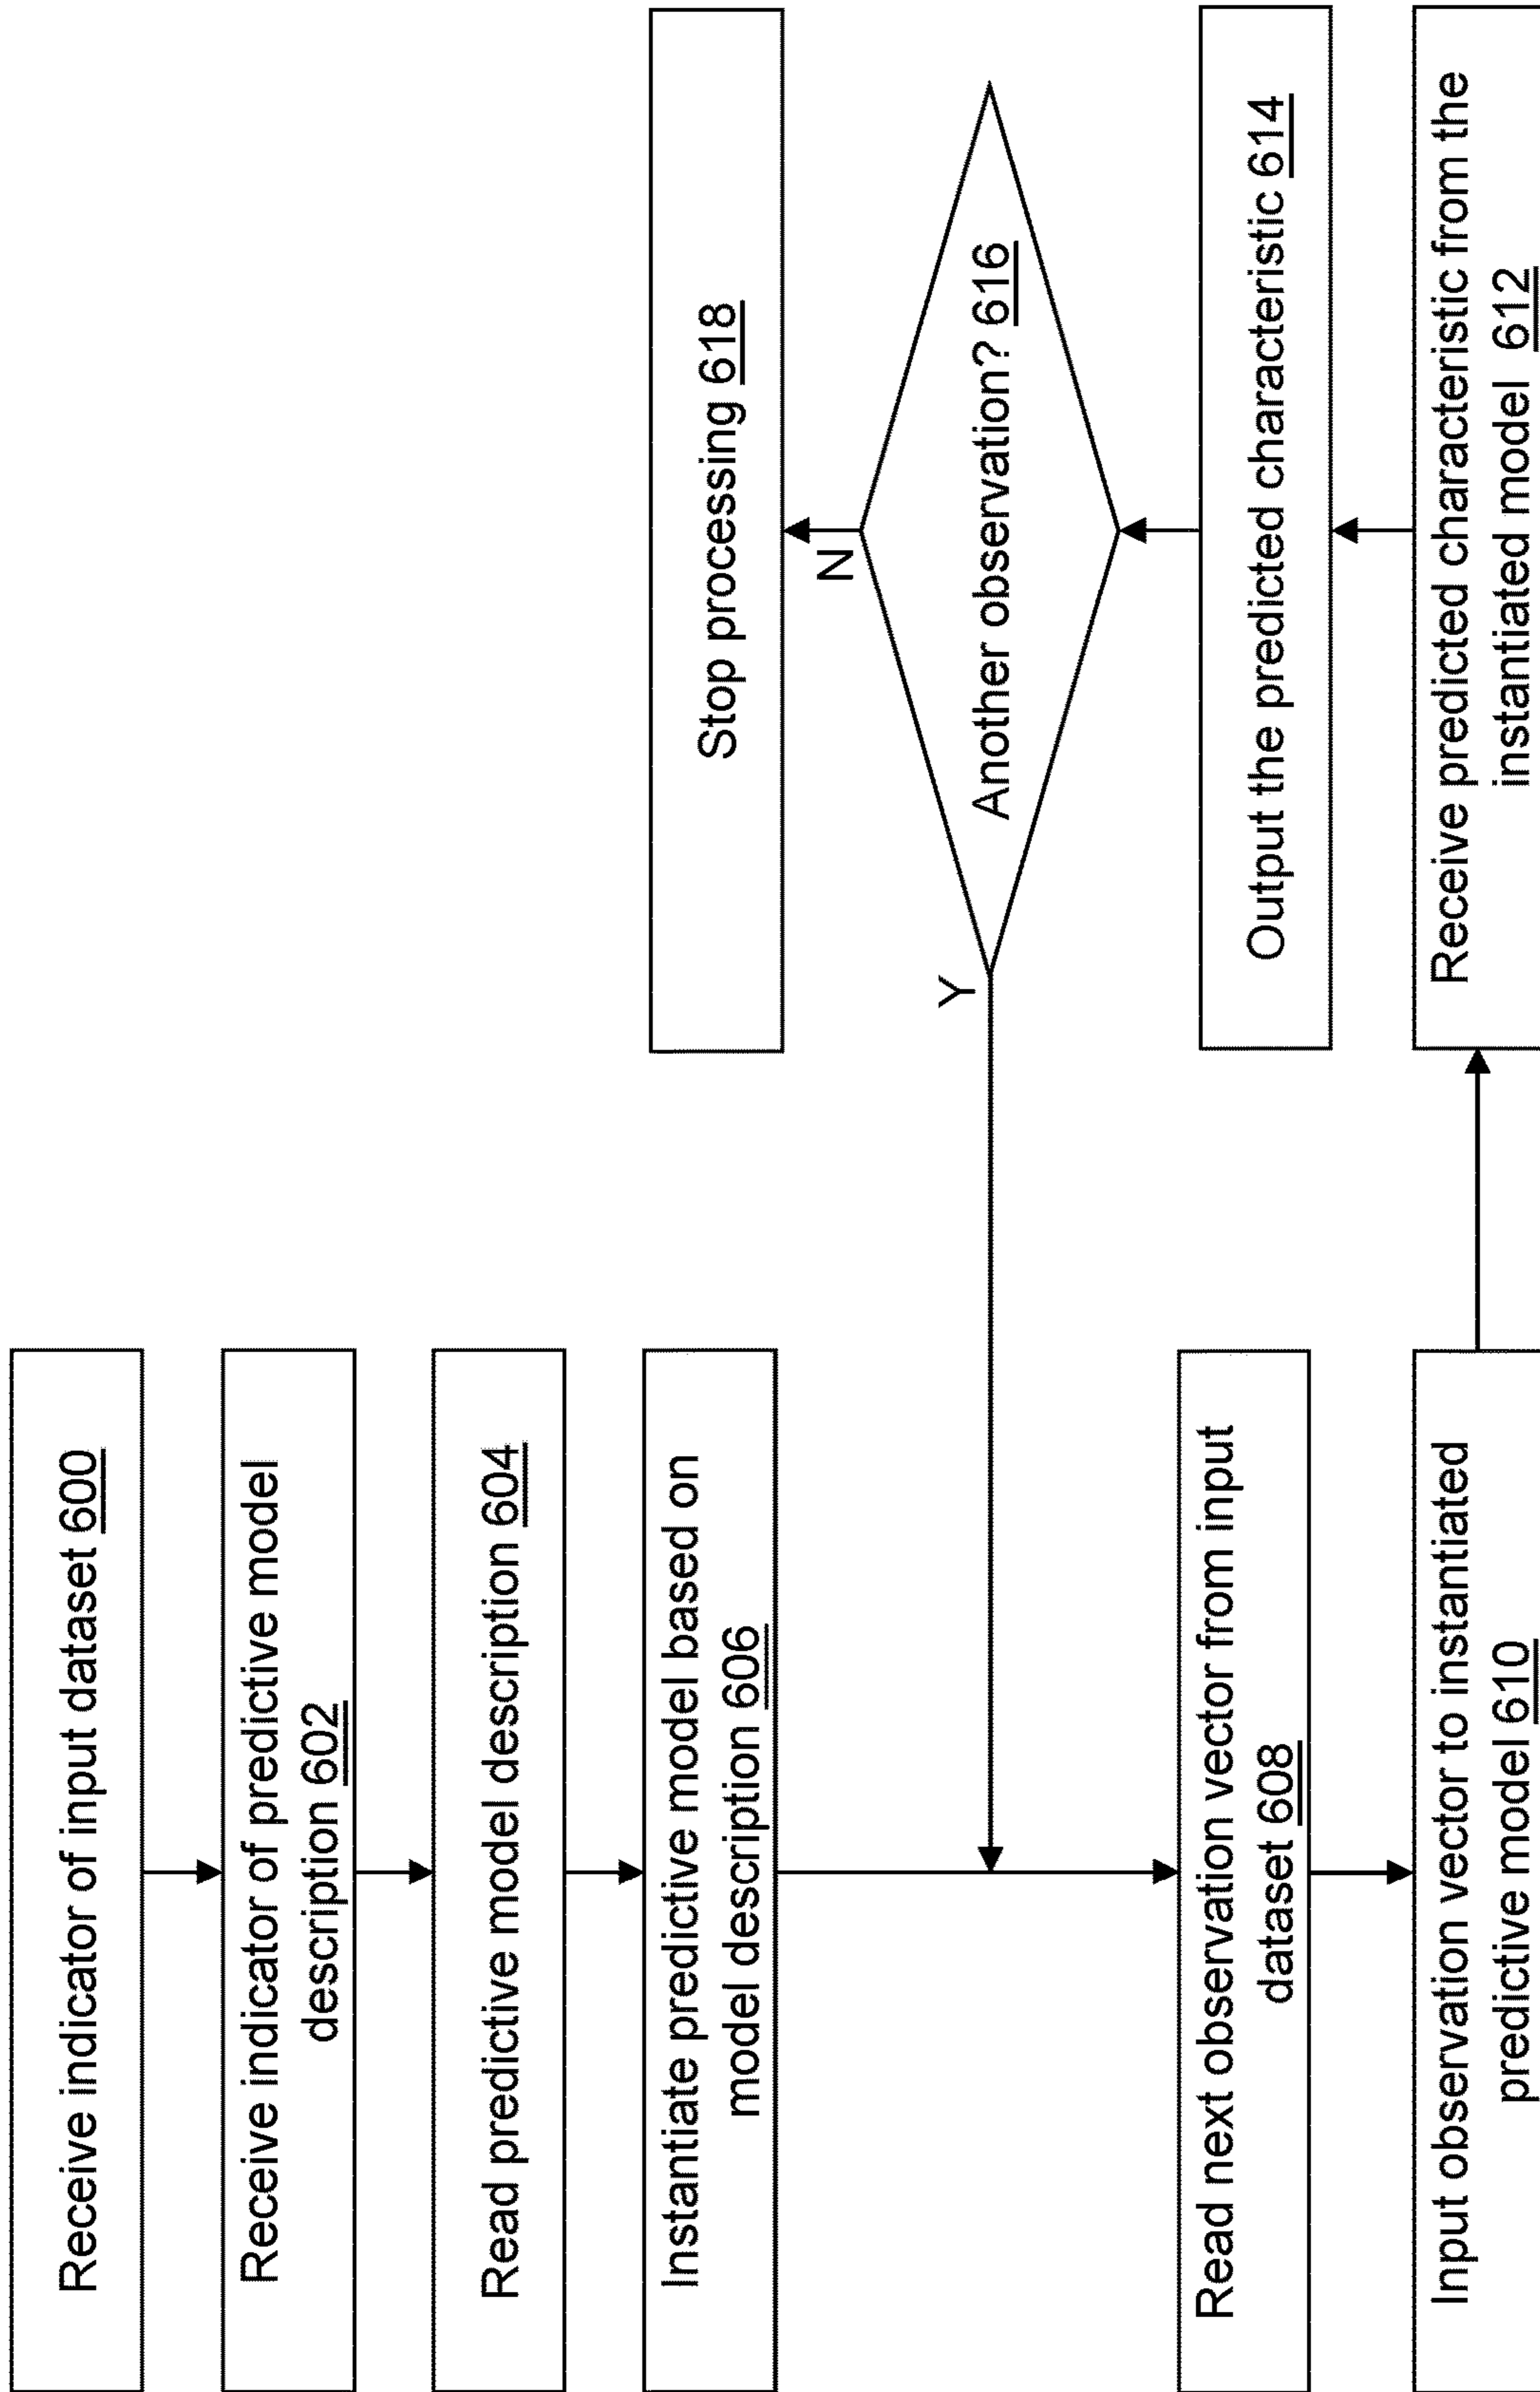 Receive indicator of input dataset 600
Receive indicator of predictive model
description 602
Read predictive model description 604
Instantiate predictive model based on
model description 606
Read next observation vector from input
dataset 608
Input observation vector to instantiated
predictive model 610
Receive predicted characteristic from the
instantiated model 612
Output the predicted characteristic 614
Another observation? 616
Y
N
Stop processing 618